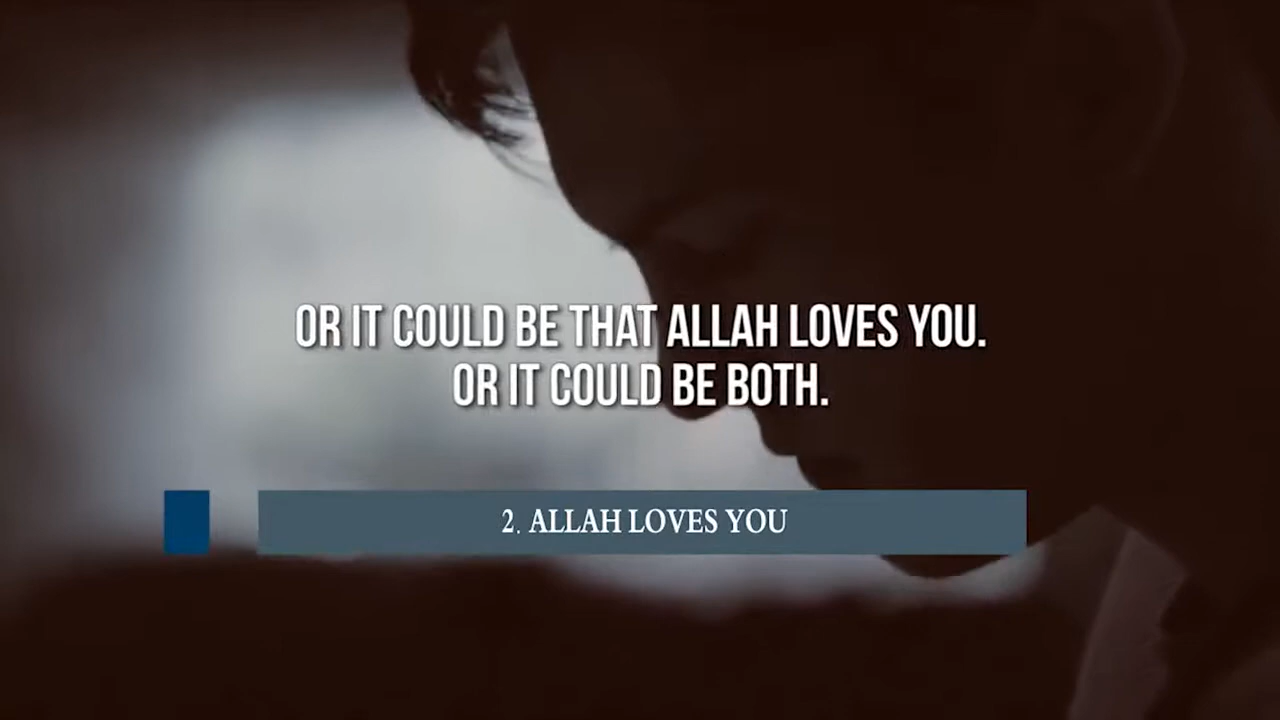 OR IT COULD BE THAT ALLAH LOVES YOU.
OR IT COULD BE BOTH.
2. ALLAH LOVES YOU